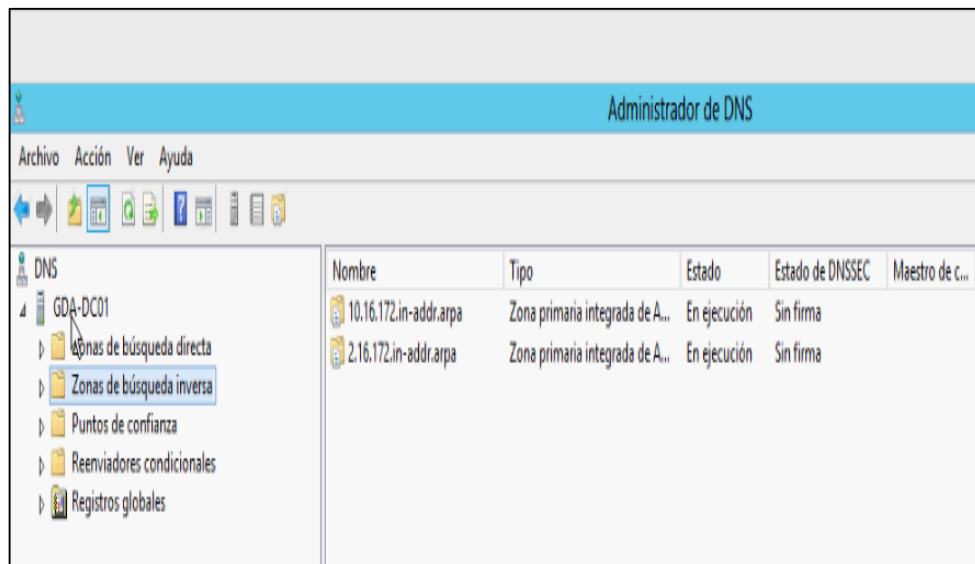 Administrador de DNS
Archivo Acción Ver Ayuda
DNS
GDA-DC01
Zonas de búsqueda directa
Zonas de búsqueda inversa
Puntos de confianza
Reenviadores condicionales
Registros globales
Nombre Tipo Estado Estado de DNSSEC Maestro de c...
10.16.172.in-addr.arpa Zona primaria integrada de A... En ejecución Sin firma
2.16.172.in-addr.arpa Zona primaria integrada de A... En ejecución Sin firma